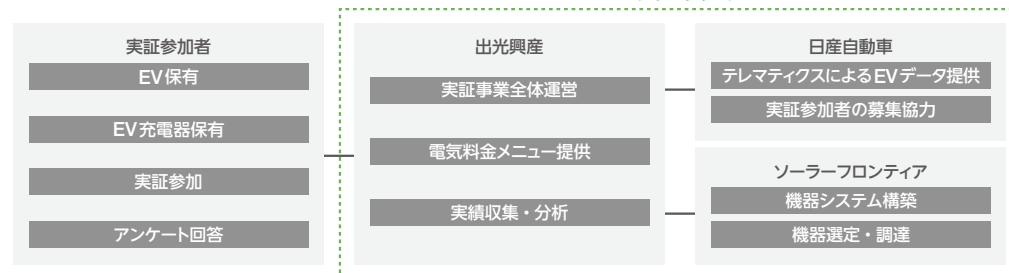 実証参加者
EV保有
EV充電器保有
実証参加
アンケート回答
出光興産
実証事業全体運営
電気料金メニュー提供
実績収集・分析
日産自動車
テレマティクスによるEVデータ提供
実証参加者の募集協力
ソーラーフロンティア
機器システム構築
機器選定・調達